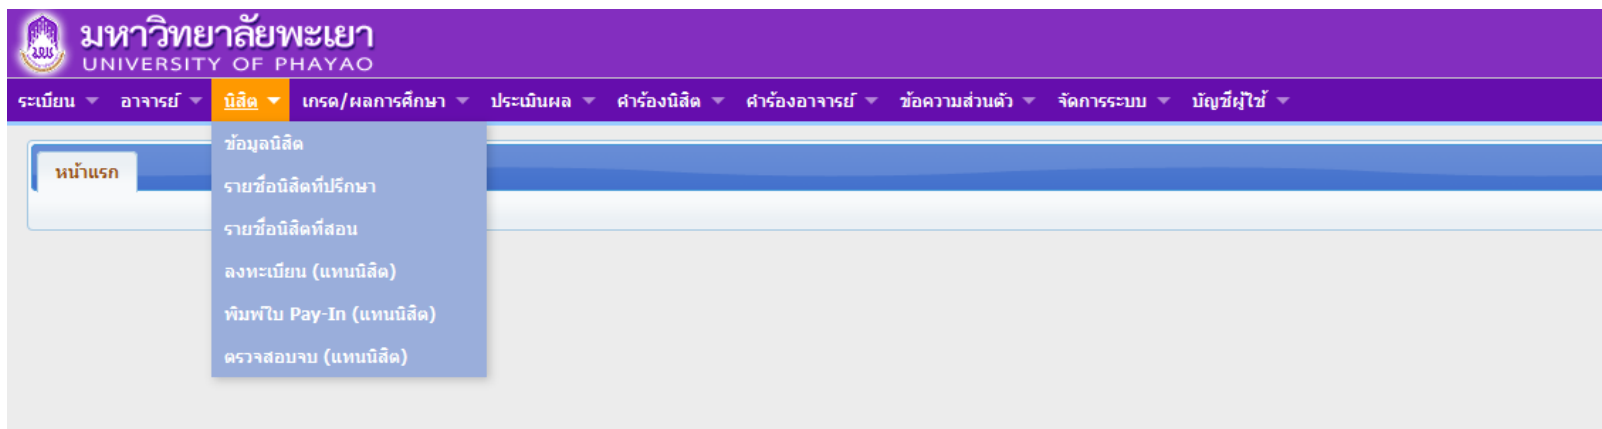 มหาวิทยาลัยพะเยา
UNIVERSITY OF PHAYAO
ระเบียน อาจารย์ นิสิต เกรด/ผลการศึกษา ประเมินผล คำร้องนิสิต คำร้องอาจารย์ ข้อความส่วนตัว จัดการระบบ บัญชีผู้ใช้
หน้าแรก
ข้อมูลนิสิต
รายชื่อนิสิตที่ปรึกษา
รายชื่อนิสิตที่สอน
ลงทะเบียน (แทนนิสิต)
พิมพ์ใบ Pay-In (แทนนิสิต)
ตรวจสอบจบ (แทนนิสิต)